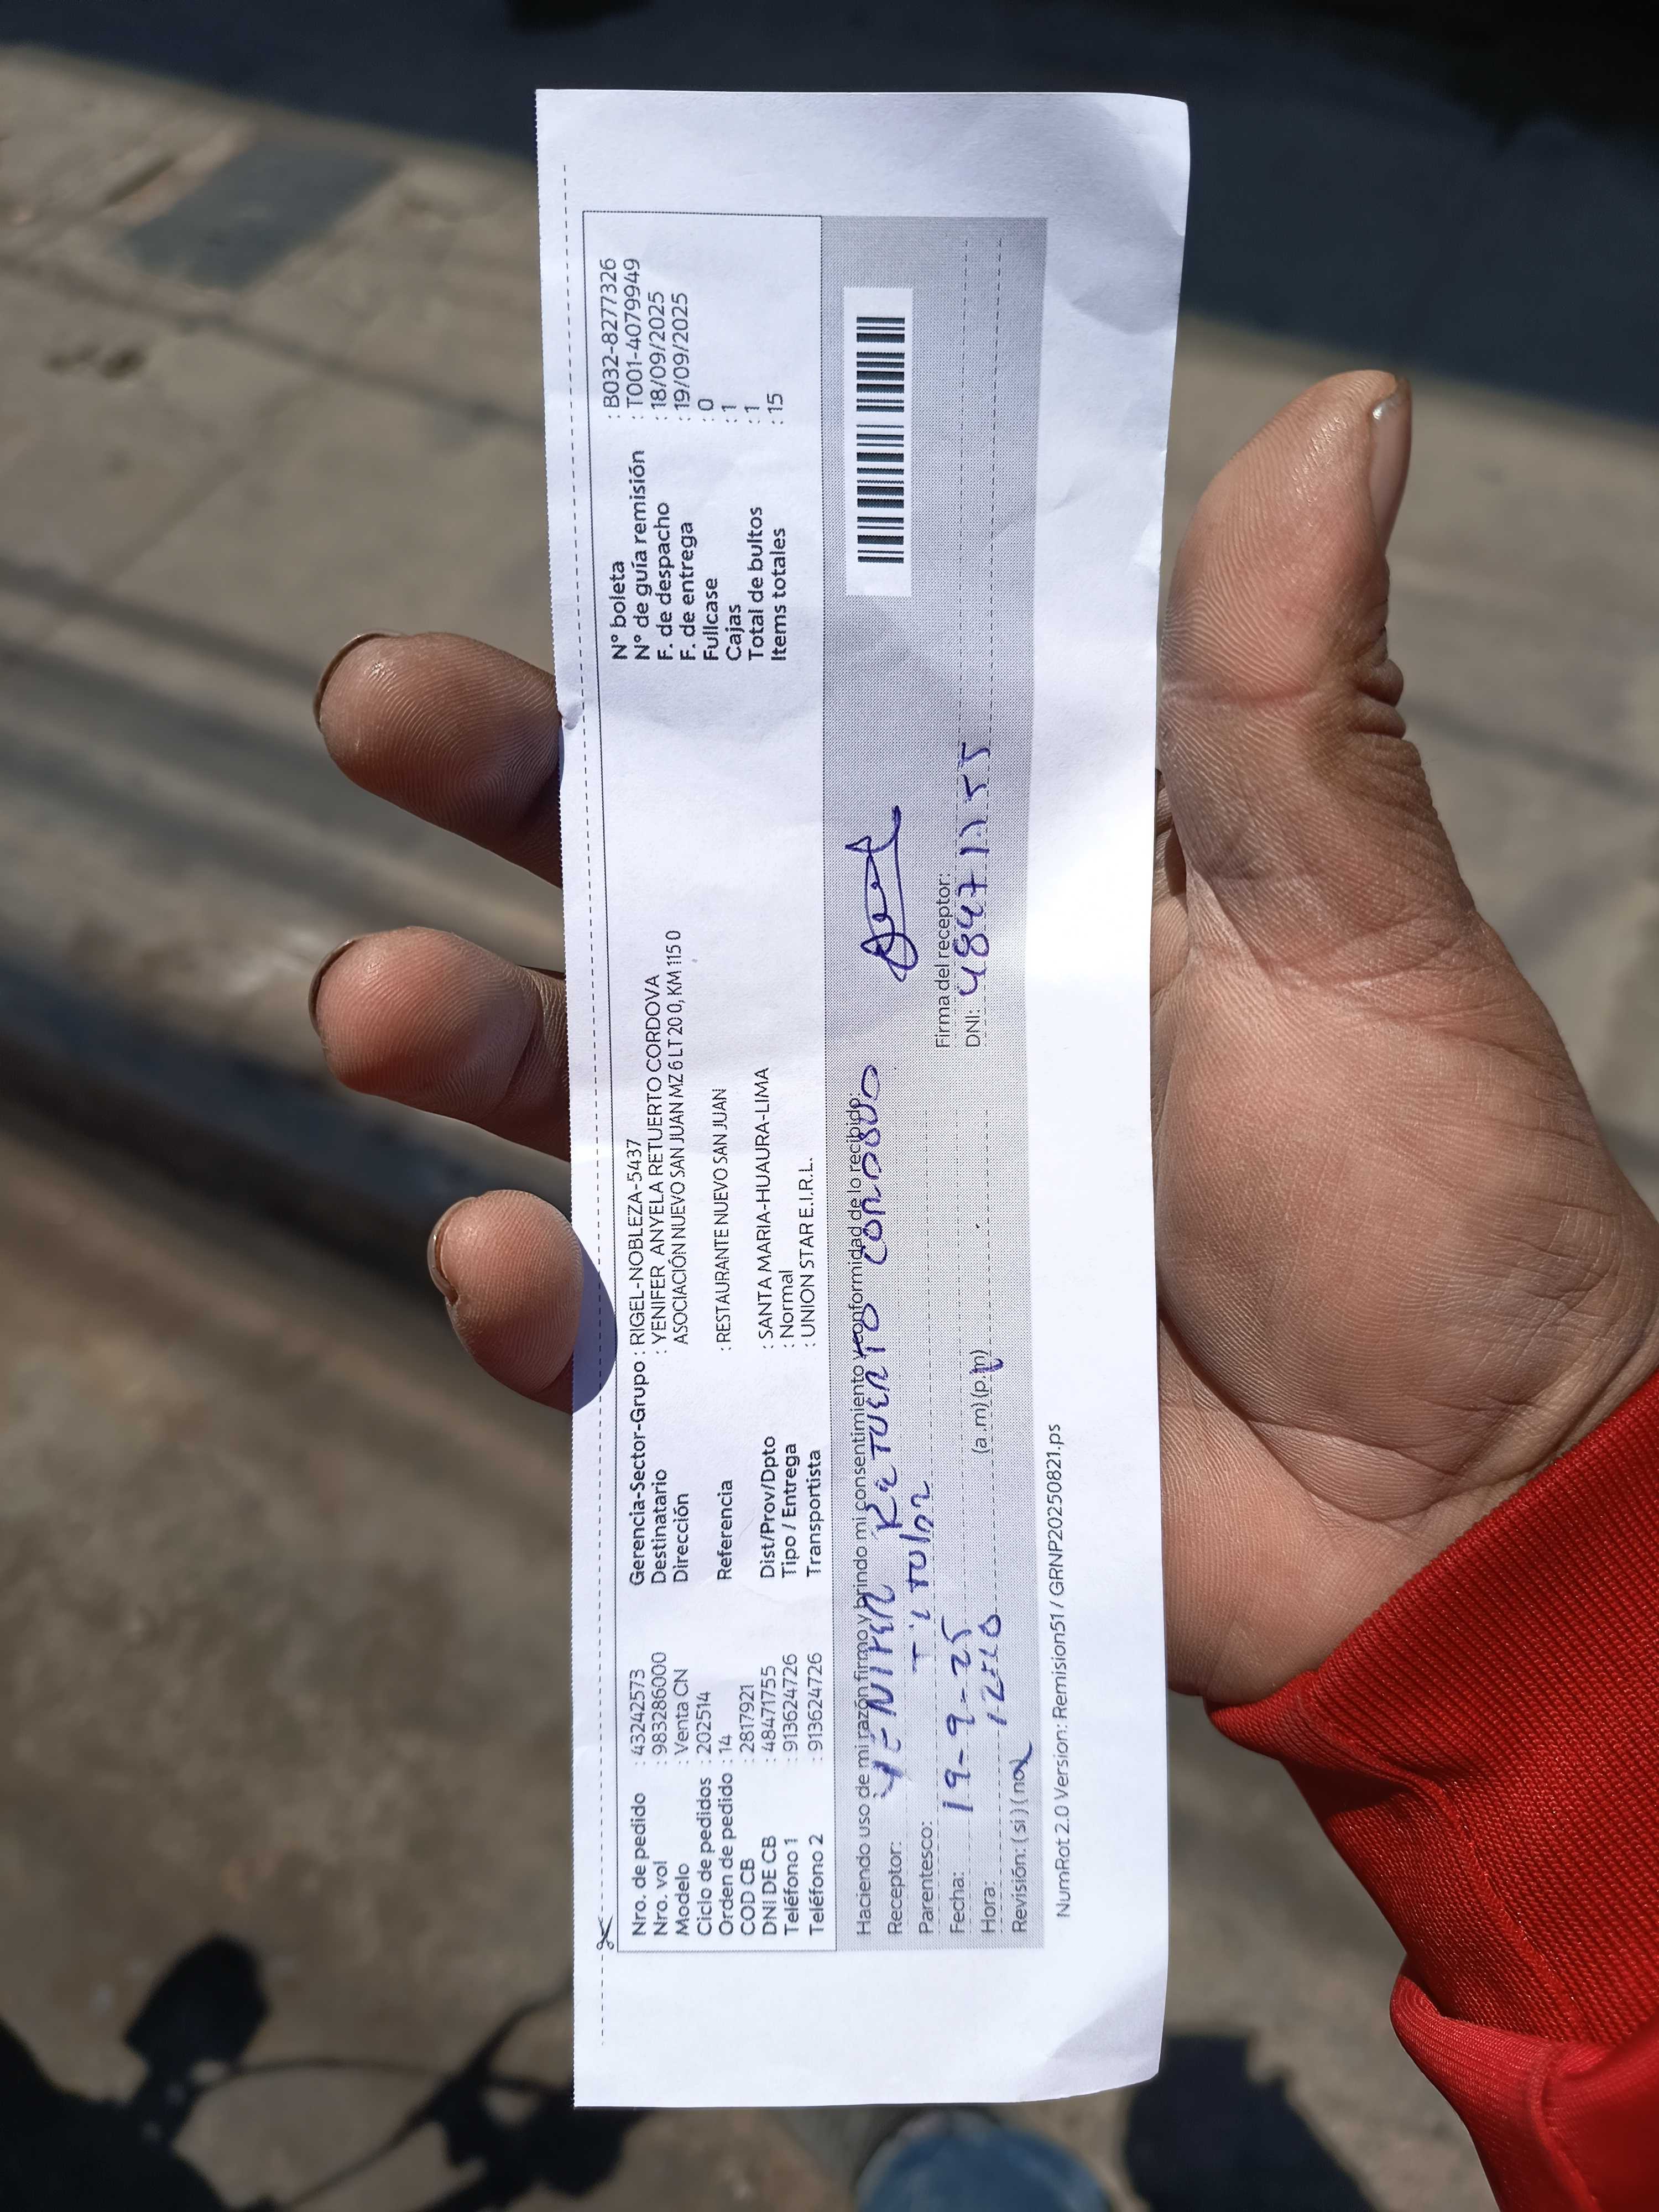 Nro. de pedido : 43242573
Nro. vol : 983286000
Modelo : Venta CN
Ciclo de pedidos : 202514
Orden de pedido : 14
COD CB : 2817921
DNI DE CB : 48471755
Teléfono 1 : 913624726
Teléfono 2 : 913624726
Gerencia-Sector-Grupo : RIGEL-NOBLEZA-5437
Destinatario : YENIFER ANYELA RETUERTO CORDOVA
Dirección ASOCIACIÓN NUEVO SAN JUAN MZ 6 LT 20 0, KM 115 0
Referencia : RESTAURANTE NUEVO SAN JUAN
Dist/Prov/Dpto : SANTA MARIA-HUAURA-LIMA
Tipo / Entrega : Normal
Transportista : UNION STAR E.I.R.L.
N° boleta : B032-8277326
N° de guía remisión : T001-4079949
F. de despacho : 18/09/2025
F. de entrega : 19/09/2025
Fullcase : 0
Cajas : 1
Total de bultos : 1
Items totales : 15
Haciendo uso de mi razón firmo y brindo mi consentimiento y conformidad de lo recibido.
Receptor: YENIFER RETUERTO CORDOVA
Parentesco: Titular
Fecha: 19-9-25
Hora: (a.m) (p.m)
Revisión: (si) (no)
Firma del receptor:
DNI:
NumRot 2.0 Version: Remision51 / GRNP20250821.ps